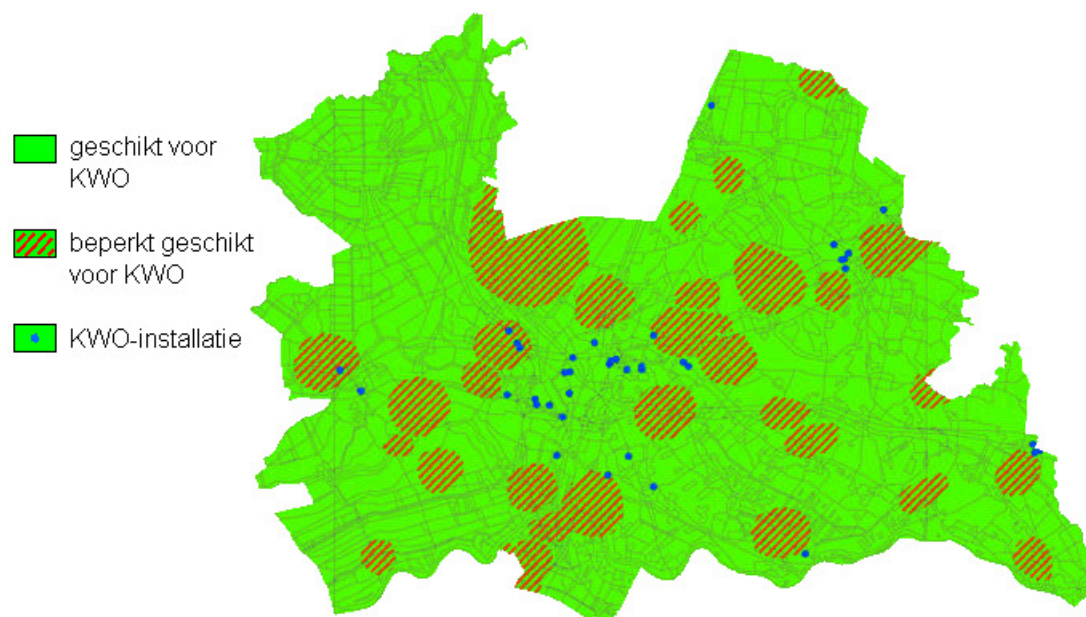 geschikt voor
KWO
beperkt geschikt
voor KWO
KWO-installatie